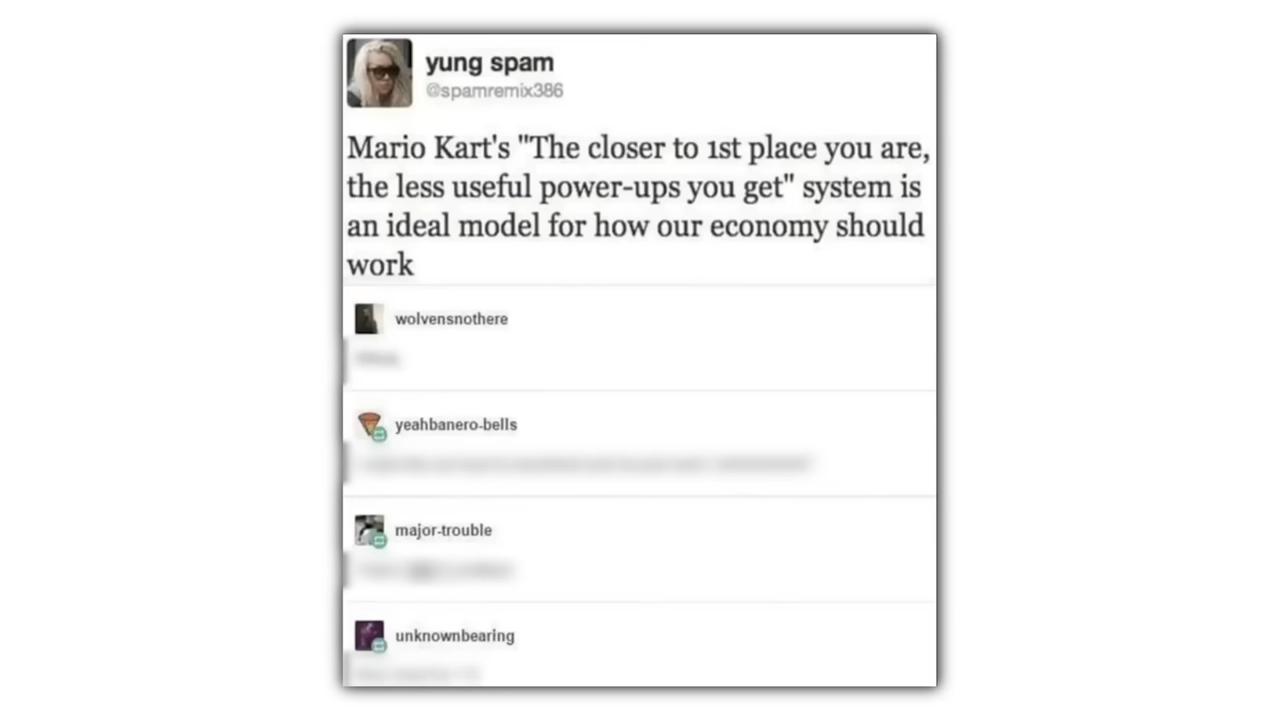 yung spam
@spamremix386
Mario Kart's "The closer to 1st place you are,
the less useful power-ups you get" system is
an ideal model for how our economy should
work
wolvensnothere
yeahbanero-bells
major-trouble
unknownbearing